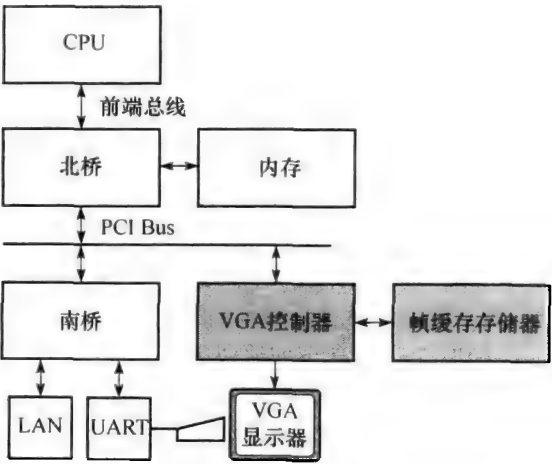 CPU
前端总线
北桥
内存
PCI Bus
南桥
VGA控制器
帧缓存存储器
LAN
UART
VGA
显示器